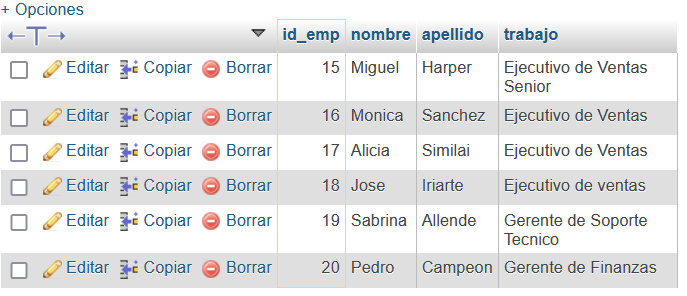 + Opciones
←T→ id_emp nombre apellido trabajo
Editar Copiar Borrar 15 Miguel Harper Ejecutivo de Ventas
Senior
Editar Copiar Borrar 16 Monica Sanchez Ejecutivo de Ventas
Editar Copiar Borrar 17 Alicia Similai Ejecutivo de Ventas
Editar Copiar Borrar 18 Jose Iriarte Ejecutivo de ventas
Editar Copiar Borrar 19 Sabrina Allende Gerente de Soporte
Tecnico
Editar Copiar Borrar 20 Pedro Campeon Gerente de Finanzas